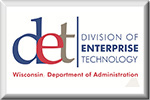 det DIVISION OF
ENTERPRISE
TECHNOLOGY
Wisconsin Department of Administration